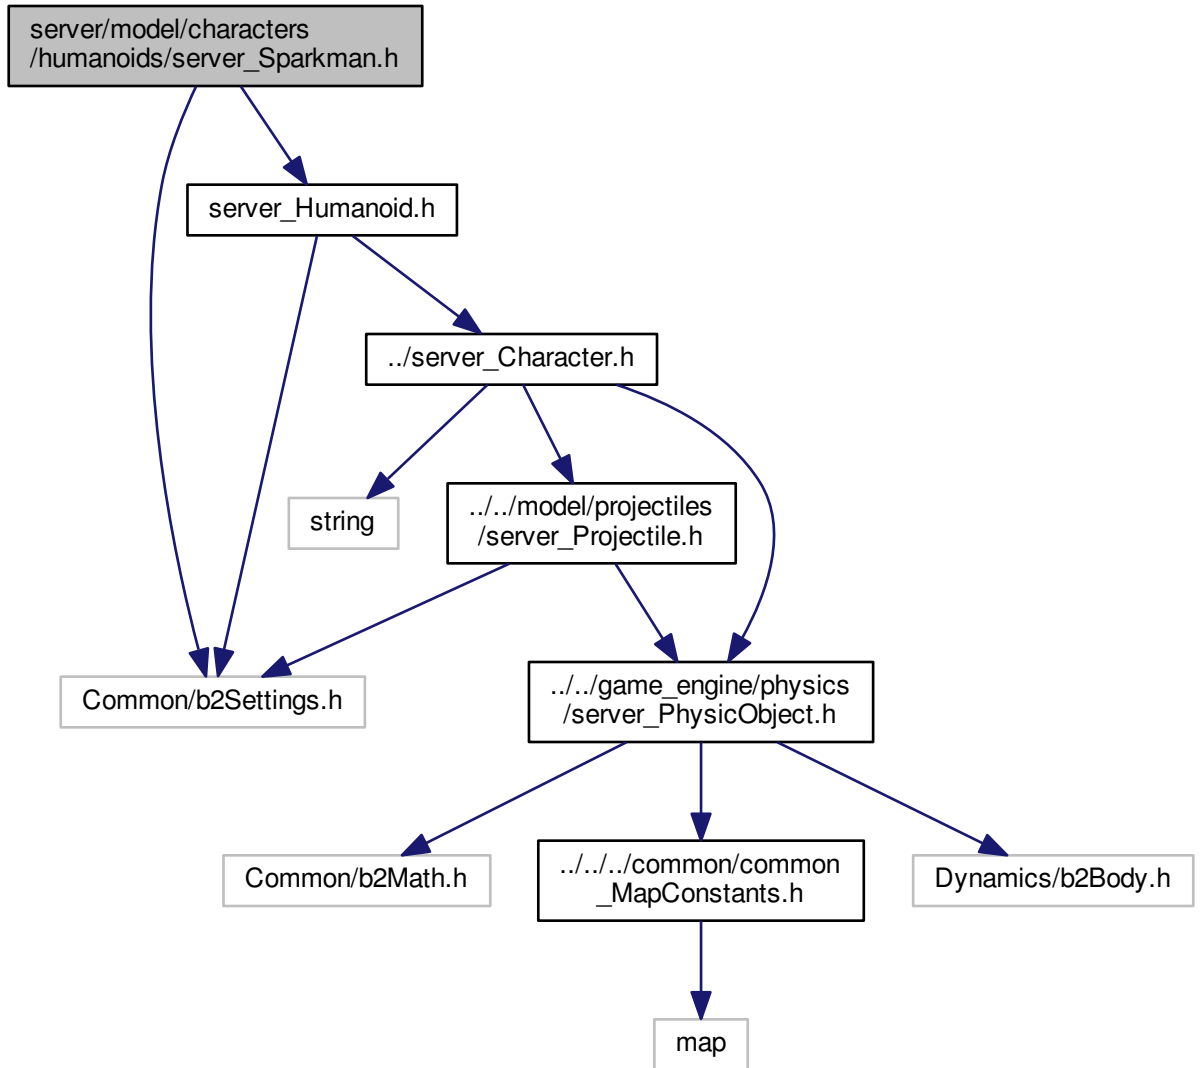 server/model/characters
/humanoids/server_Sparkman.h
server_Humanoid.h
../server_Character.h
string
../../model/projectiles
/server_Projectile.h
Common/b2Settings.h
../../game_engine/physics
/server_PhysicObject.h
Common/b2Math.h
../../../common/common
_MapConstants.h
Dynamics/b2Body.h
map